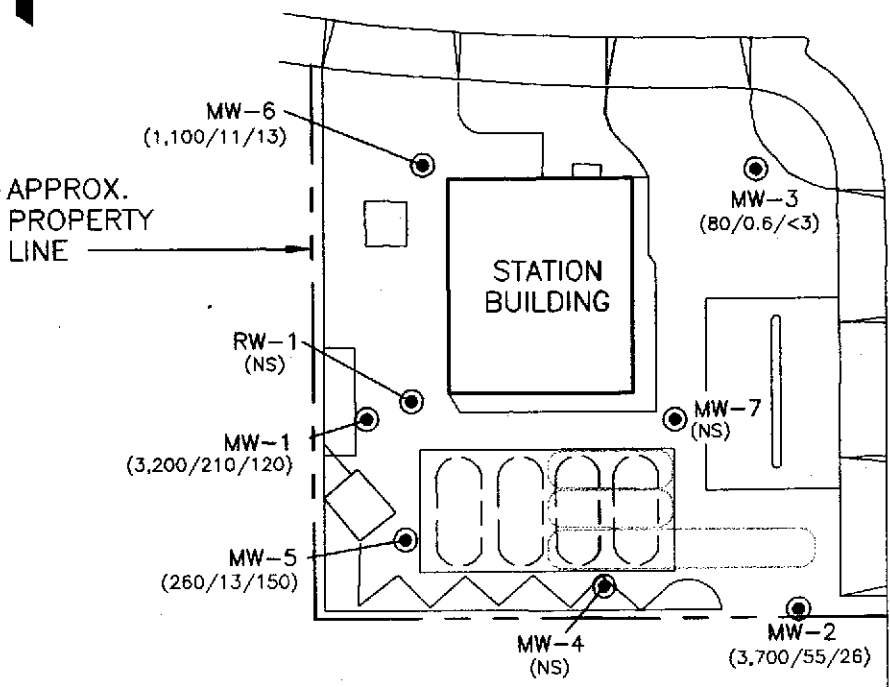 MW-6
(1,100/11/13)
APPROX.
PROPERTY
LINE
MW-3
(80/0.6/<3)
STATION
BUILDING
RW-1
(NS)
MW-7
(NS)
MW-1
(3,200/210/120)
MW-5
(260/13/150)
MW-4
(NS)
MW-2
(3,700/55/26)